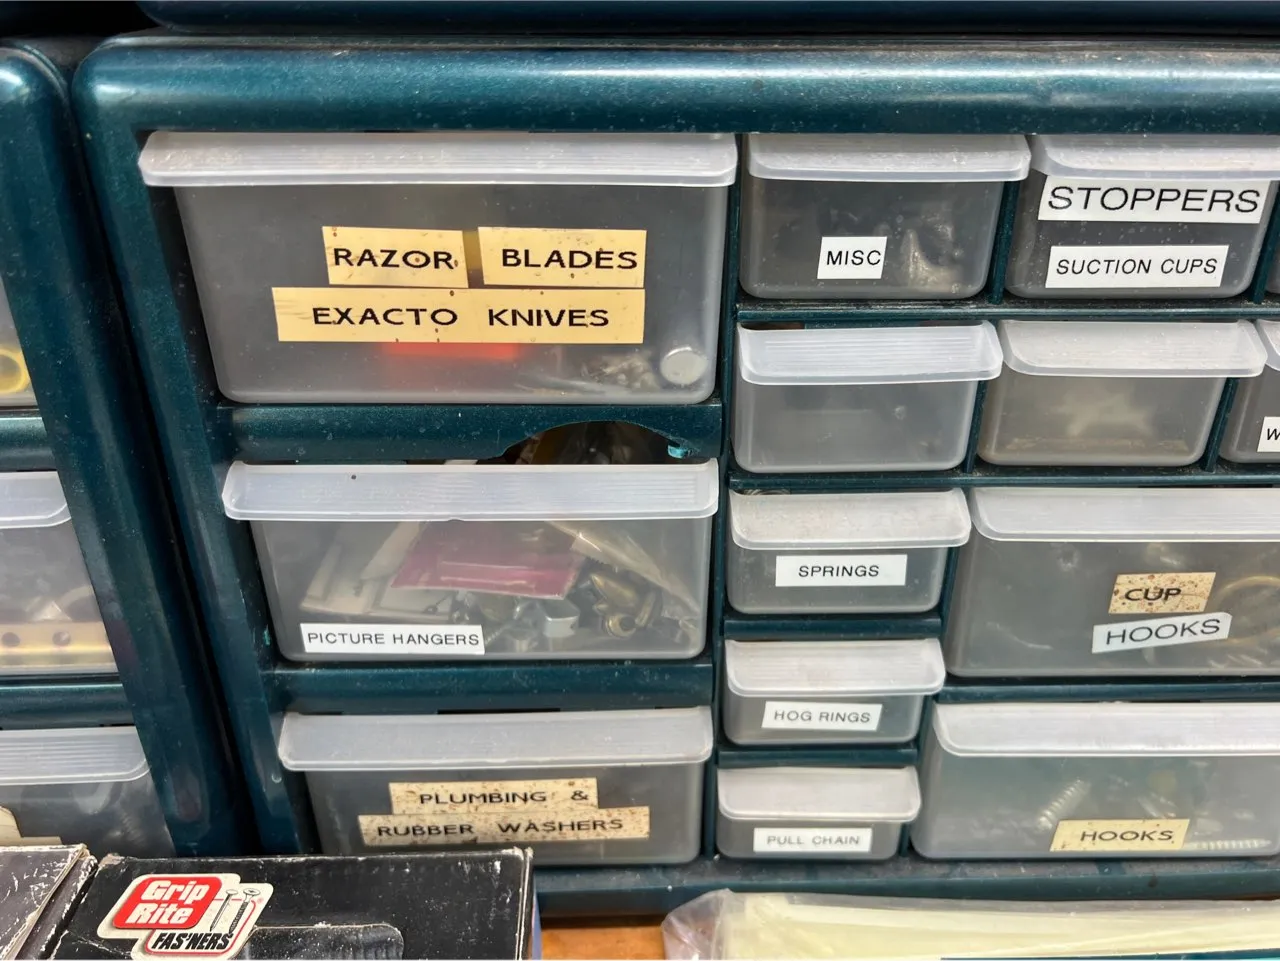 RAZOR BLADES
EXACTO KNIVES
MISC
STOPPERS
SUCTION CUPS
PICTURE HANGERS
SPRINGS
CUP
HOOKS
HOG RINGS
PLUMBING &
RUBBER WASHERS
PULL CHAIN
HOOKS
Grip
Rite
FAS'NERS